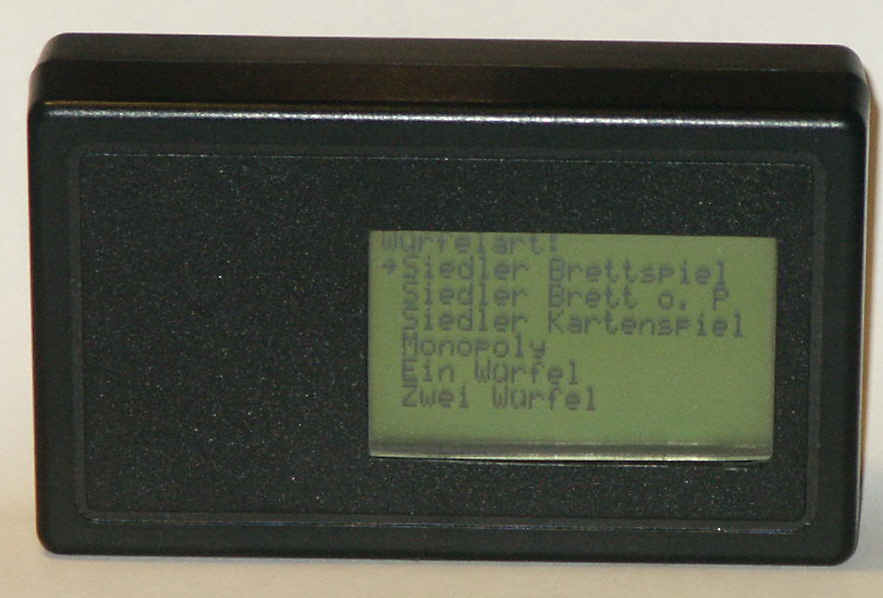 Würfelart:
→Siedler Brettspiel
Siedler Brett o. P
Siedler Kartenspiel
Monopoly
Ein Würfel
Zwei Würfel